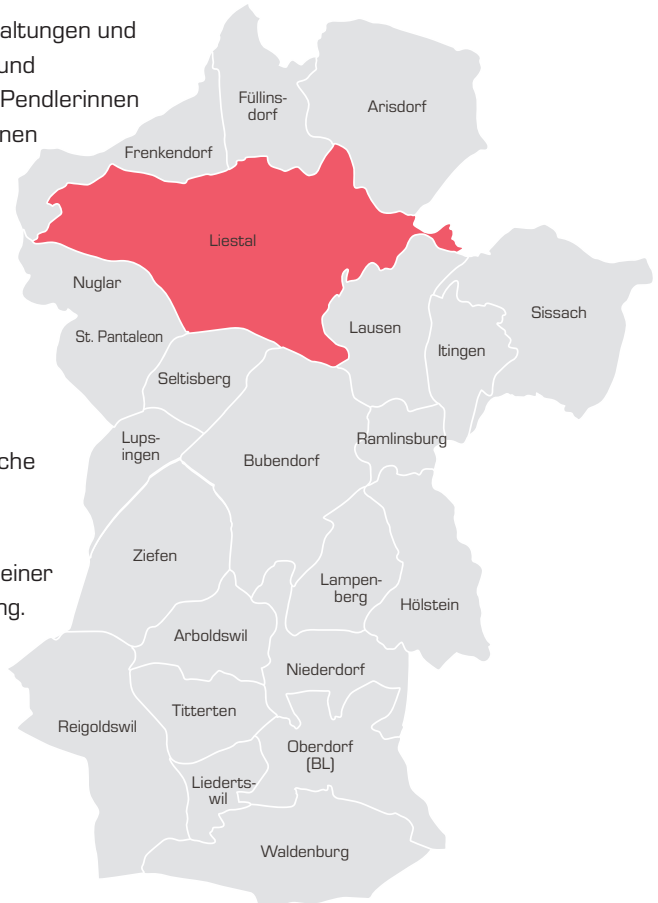 altungen und
und
Pendlerinnen
nen
che
einer
ng.
Füllins-
dorf
Arisdorf
Frenkendorf
Liestal
Nuglar
St. Pantaleon
Sissach
Lausen
Itingen
Seltisberg
Lups-
ingen
Bubendorf
Ramlinsburg
Ziefen
Lampen-
berg
Hölstein
Arboldswil
Niederdorf
Titterten
Reigoldswil
Oberdorf
(BL)
Liederts-
wil
Waldenburg